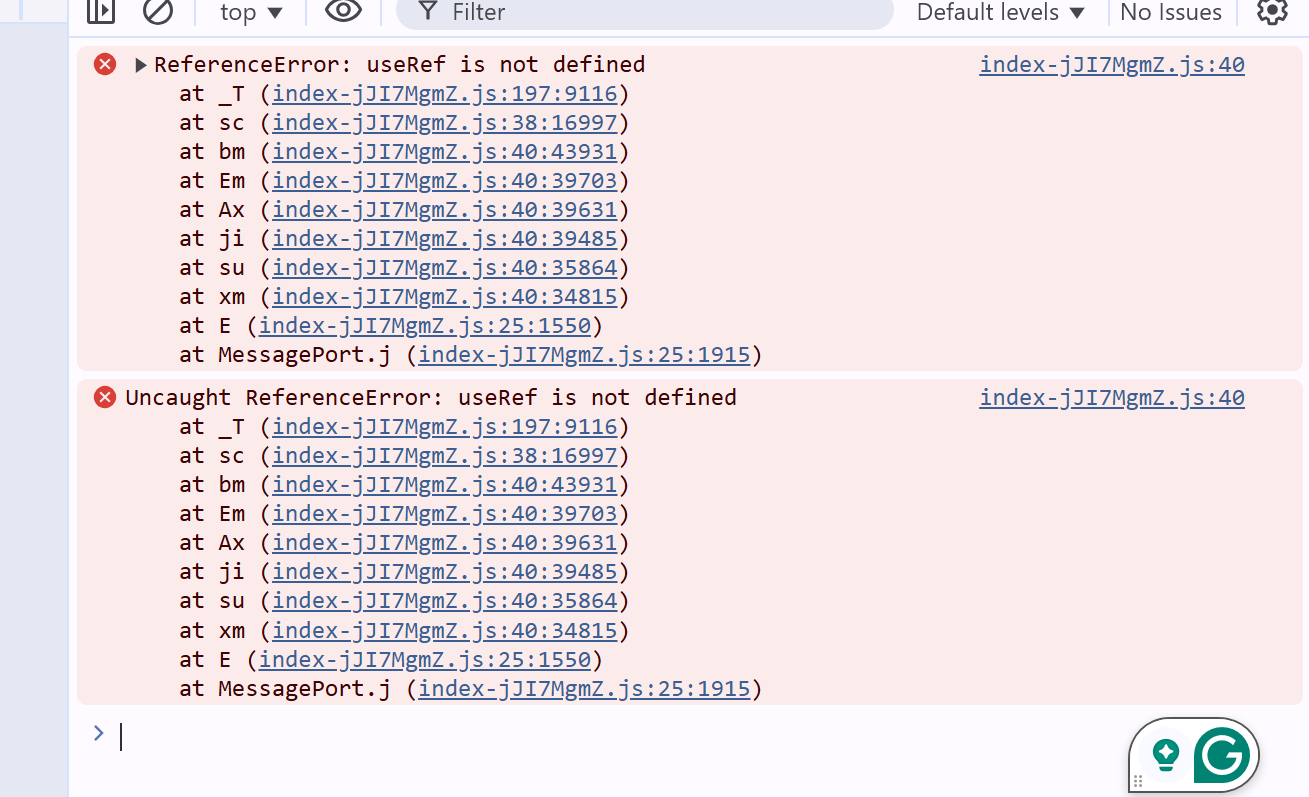 top ▼ Filter Default levels ▼ No Issues
ReferenceError: useRef is not defined index-jJI7MgmZ.js:40
at _T (index-jJI7MgmZ.js:197:9116)
at sc (index-jJI7MgmZ.js:38:16997)
at bm (index-jJI7MgmZ.js:40:43931)
at Em (index-jJI7MgmZ.js:40:39703)
at Ax (index-jJI7MgmZ.js:40:39631)
at ji (index-jJI7MgmZ.js:40:39485)
at su (index-jJI7MgmZ.js:40:35864)
at xm (index-jJI7MgmZ.js:40:34815)
at E (index-jJI7MgmZ.js:25:1550)
at MessagePort.j (index-jJI7MgmZ.js:25:1915)
Uncaught ReferenceError: useRef is not defined index-jJI7MgmZ.js:40
at _T (index-jJI7MgmZ.js:197:9116)
at sc (index-jJI7MgmZ.js:38:16997)
at bm (index-jJI7MgmZ.js:40:43931)
at Em (index-jJI7MgmZ.js:40:39703)
at Ax (index-jJI7MgmZ.js:40:39631)
at ji (index-jJI7MgmZ.js:40:39485)
at su (index-jJI7MgmZ.js:40:35864)
at xm (index-jJI7MgmZ.js:40:34815)
at E (index-jJI7MgmZ.js:25:1550)
at MessagePort.j (index-jJI7MgmZ.js:25:1915)